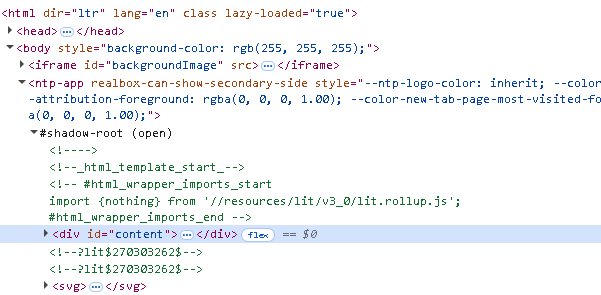 <html dir="ltr" lang="en" class lazy-loaded="true">
<head>…</head>
<body style="background-color: rgb(255, 255, 255);">
<iframe id="backgroundImage" src>…</iframe>
<ntp-app realbox-can-show-secondary-side style="--ntp-logo-color: inherit; --color
-attribution-foreground: rgba(0, 0, 0, 1.00); --color-new-tab-page-most-visited-fo
a(0, 0, 0, 1.00);">
#shadow-root (open)
<!---->
<!--_html_template_start_-->
<!-- #html_wrapper_imports_start
import {nothing} from '//resources/lit/v3_0/lit.rollup.js';
#html_wrapper_imports_end -->
<div id="content">…</div> flex == $0
<!--?lit$270303262$-->
<!--?lit$270303262$-->
<svg>…</svg>